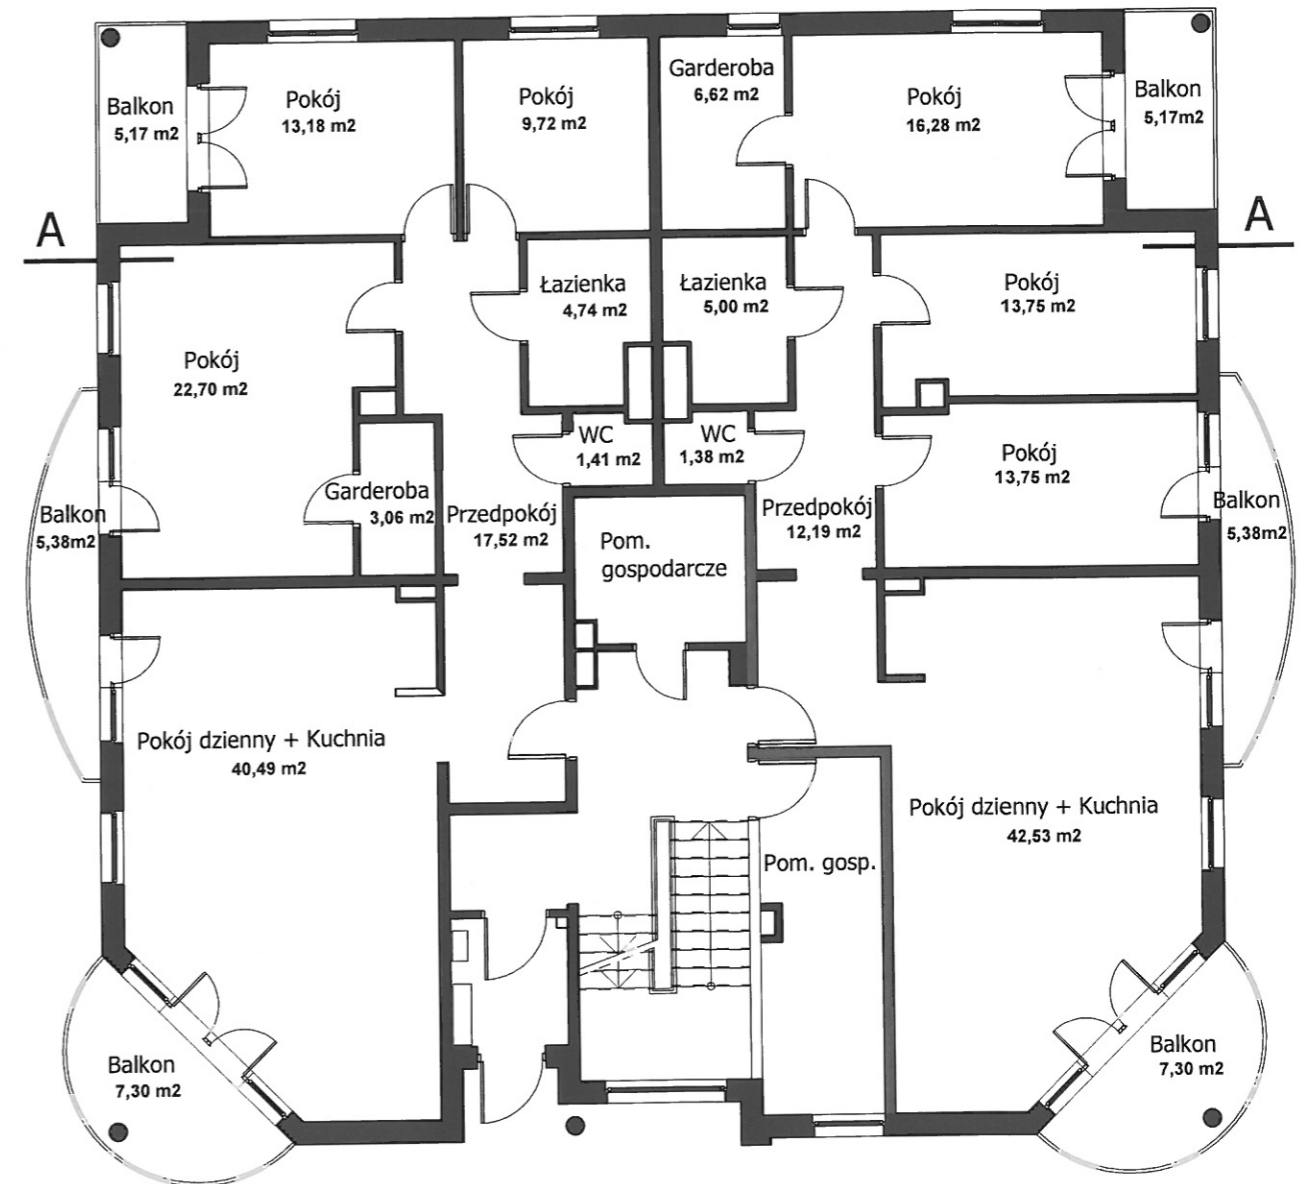 Balkon
5,17 m2
Pokój
13,18 m2
Pokój
9,72 m2
Garderoba
6,62 m2
Pokój
16,28 m2
Balkon
5,17m2
A
A
Pokój
22,70 m2
Łazienka
4,74 m2
Łazienka
5,00 m2
Pokój
13,75 m2
WC
1,41 m2
WC
1,38 m2
Pokój
13,75 m2
Balkon
5,38m2
Garderoba
3,06 m2
Przedpokój
17,52 m2
Pom.
gospodarcze
Przedpokój
12,19 m2
Balkon
5,38m2
Pokój dzienny + Kuchnia
40,49 m2
Pokój dzienny + Kuchnia
42,53 m2
Pom. gosp.
Balkon
7,30 m2
Balkon
7,30 m2